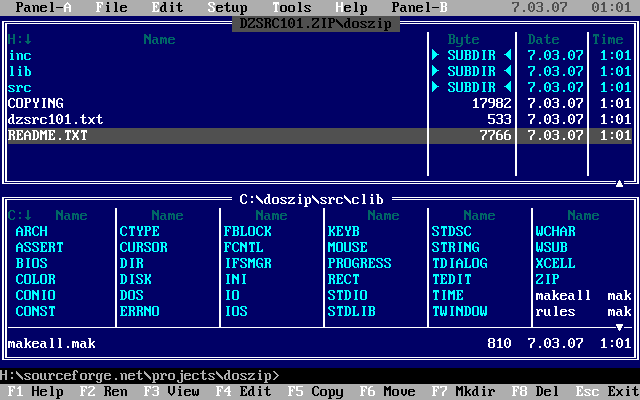 Panel-A File Edit Setup Tools Help Panel-B 7.03.07 01:01
DZSRC101.ZIP\doszip
H:↓ Name Byte Date Time
inc ► SUBDIR ◄ 7.03.07 1:01
lib ► SUBDIR ◄ 7.03.07 1:01
src ► SUBDIR ◄ 7.03.07 1:01
COPYING 17982 7.03.07 1:01
dzsrc101.txt 533 7.03.07 1:01
README.TXT 7766 7.03.07 1:01
C:\doszip\src\clib
C:↓ Name Name Name Name Name Name
ARCH CTYPE FBLOCK KEYB STDSC WCHAR
ASSERT CURSOR FCNTL MOUSE STRING WSUB
BIOS DIR IFSMGR PROGRESS TDIALOG XCELL
COLOR DISK INI RECT TEDIT ZIP
CONIO DOS IO STDIO TIME makeall mak
CONST ERRNO IOS STDLIB TWINDOW rules mak
makeall.mak 810 7.03.07 1:01
H:\sourceforge.net\projects\doszip>
F1 Help F2 Ren F3 View F4 Edit F5 Copy F6 Move F7 Mkdir F8 Del Esc Exit